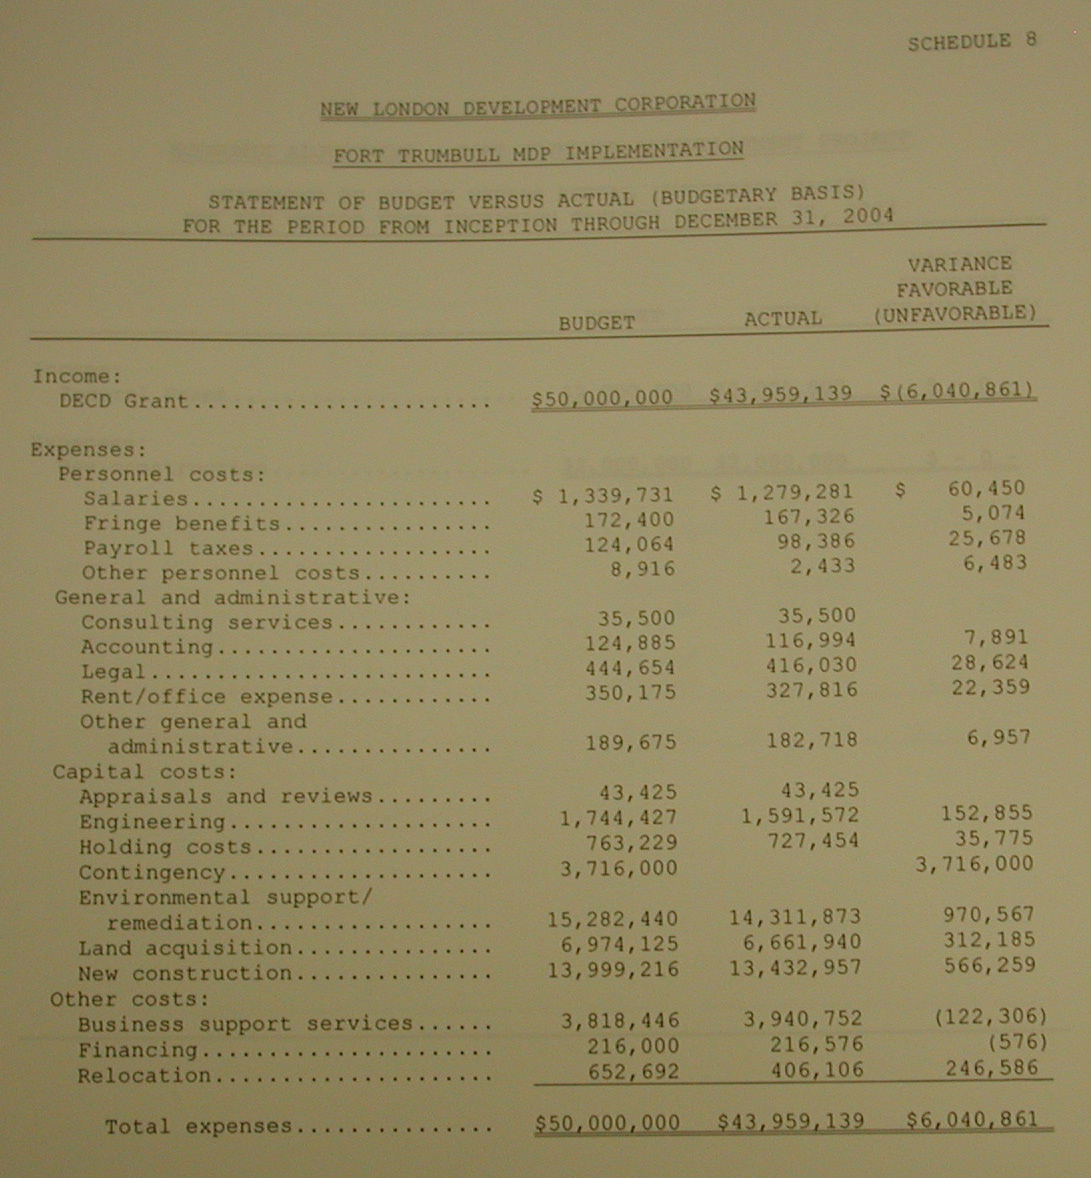 SCHEDULE 8
NEW LONDON DEVELOPMENT CORPORATION
FORT TRUMBULL MDP IMPLEMENTATION
STATEMENT OF BUDGET VERSUS ACTUAL (BUDGETARY BASIS)
FOR THE PERIOD FROM INCEPTION THROUGH DECEMBER 31, 2004
VARIANCE
FAVORABLE
BUDGET ACTUAL (UNFAVORABLE)
Income:
DECD Grant....................... $50,000,000 $43,959,139 $(6,040,861)
Expenses:
Personnel costs:
Salaries....................... $ 1,339,731 $ 1,279,281 $ 60,450
Fringe benefits................ 172,400 167,326 5,074
Payroll taxes.................. 124,064 98,386 25,678
Other personnel costs.......... 8,916 2,433 6,483
General and administrative:
Consulting services............ 35,500 35,500
Accounting..................... 124,885 116,994 7,891
Legal.......................... 444,654 416,030 28,624
Rent/office expense............ 350,175 327,816 22,359
Other general and
administrative............... 189,675 182,718 6,957
Capital costs:
Appraisals and reviews......... 43,425 43,425
Engineering.................... 1,744,427 1,591,572 152,855
Holding costs.................. 763,229 727,454 35,775
Contingency.................... 3,716,000 3,716,000
Environmental support/
remediation.................. 15,282,440 14,311,873 970,567
Land acquisition............... 6,974,125 6,661,940 312,185
New construction............... 13,999,216 13,432,957 566,259
Other costs:
Business support services...... 3,818,446 3,940,752 (122,306)
Financing...................... 216,000 216,576 (576)
Relocation..................... 652,692 406,106 246,586
Total expenses............... $50,000,000 $43,959,139 $6,040,861